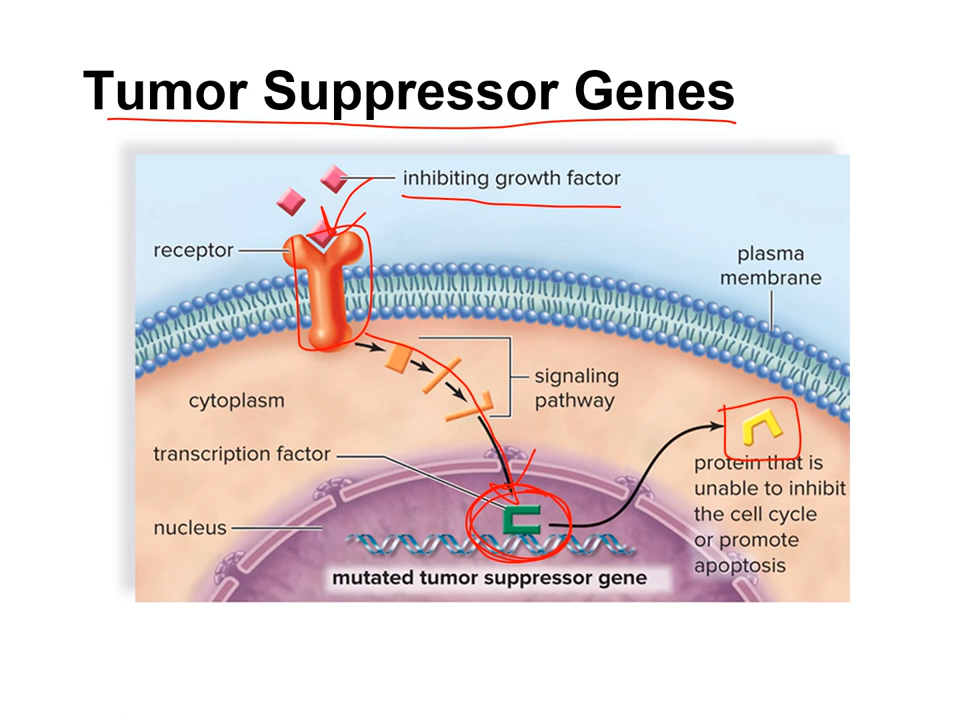 Tumor Suppressor Genes
inhibiting growth factor
receptor
plasma
membrane
signaling
pathway
cytoplasm
transcription factor
protein that is
unable to inhibit
the cell cycle
or promote
apoptosis
nucleus
mutated tumor suppressor gene